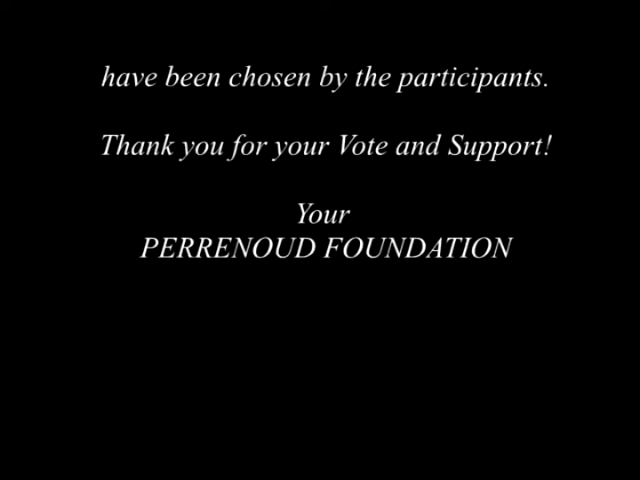 have been chosen by the participants.
Thank you for your Vote and Support!
Your
PERRENOUD FOUNDATION